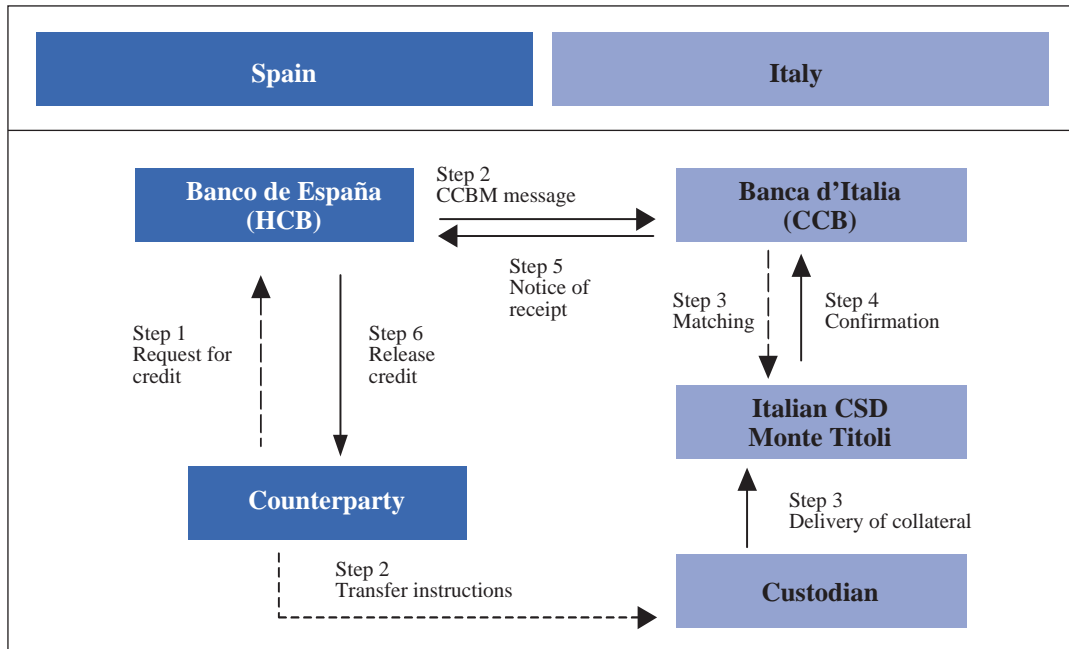 Spain
Italy
Banco de España
(HCB)
Step 2
CCBM message
Banca d’Italia
(CCB)
Step 5
Notice of
receipt
Step 1
Request for
credit
Step 6
Release
credit
Step 3
Matching
Step 4
Confirmation
Italian CSD
Monte Titoli
Counterparty
Step 3
Delivery of collateral
Step 2
Transfer instructions
Custodian